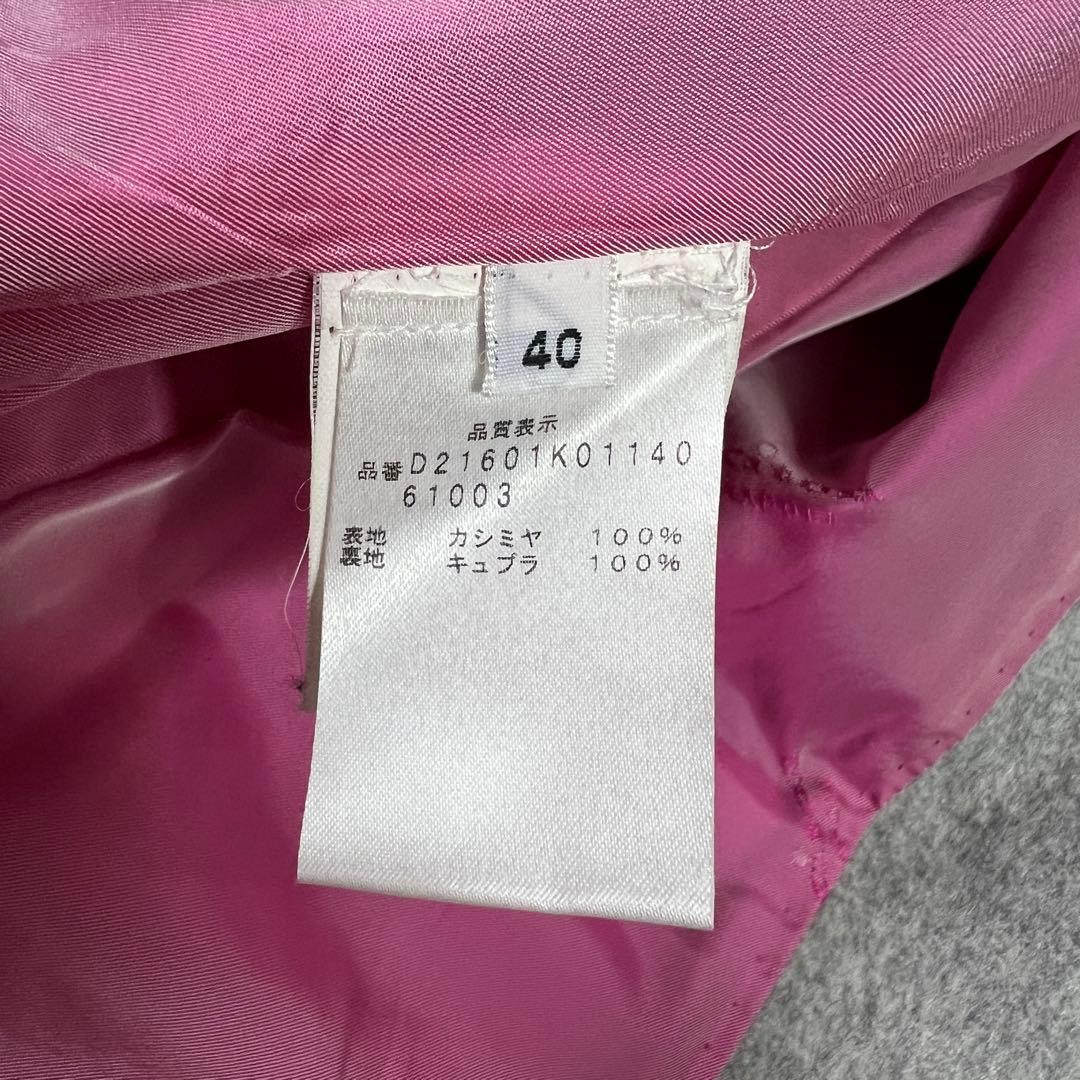 40
品質表示
品番D21601K01140
61003
表地 カシミヤ 100%
裏地 キュプラ 100%